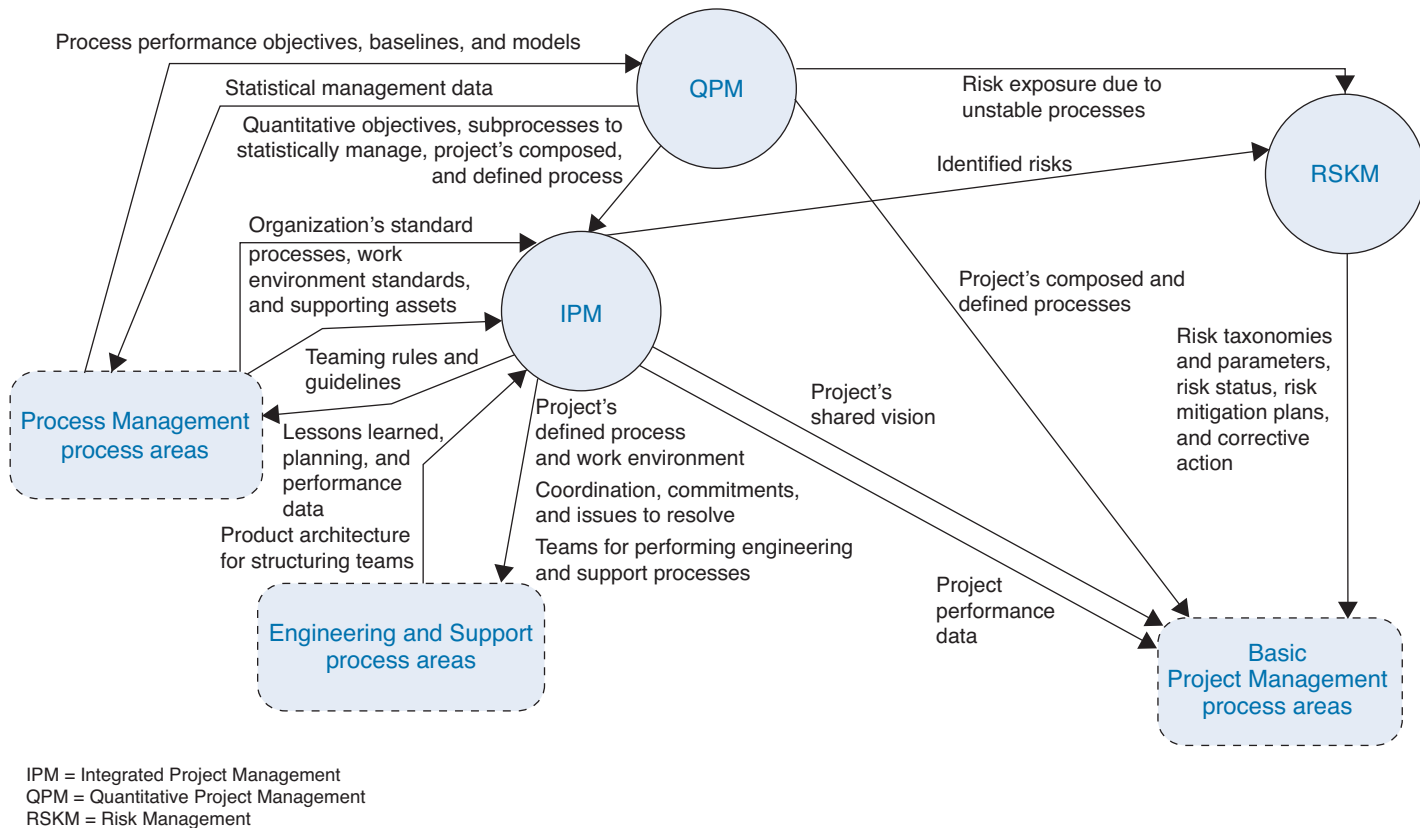 Process performance objectives, baselines, and models
QPM
Statistical management data
Risk exposure due to
unstable processes
Quantitative objectives, subprocesses to
statistically manage, project’s composed,
and defined process
Identified risks
RSKM
Organization’s standard
processes, work
environment standards,
and supporting assets
IPM
Project’s composed and
defined processes
Risk taxonomies
and parameters,
risk status, risk
mitigation plans,
and corrective
action
Teaming rules and
guidelines
Project’s
shared vision
Process Management
process areas
Lessons learned,
planning, and
performance
data
Project’s
defined process
and work environment
Coordination, commitments,
and issues to resolve
Teams for performing engineering
and support processes
Product architecture
for structuring teams
Project
performance
data
Engineering and Support
process areas
Basic
Project Management
process areas
IPM = Integrated Project Management
QPM = Quantitative Project Management
RSKM = Risk Management